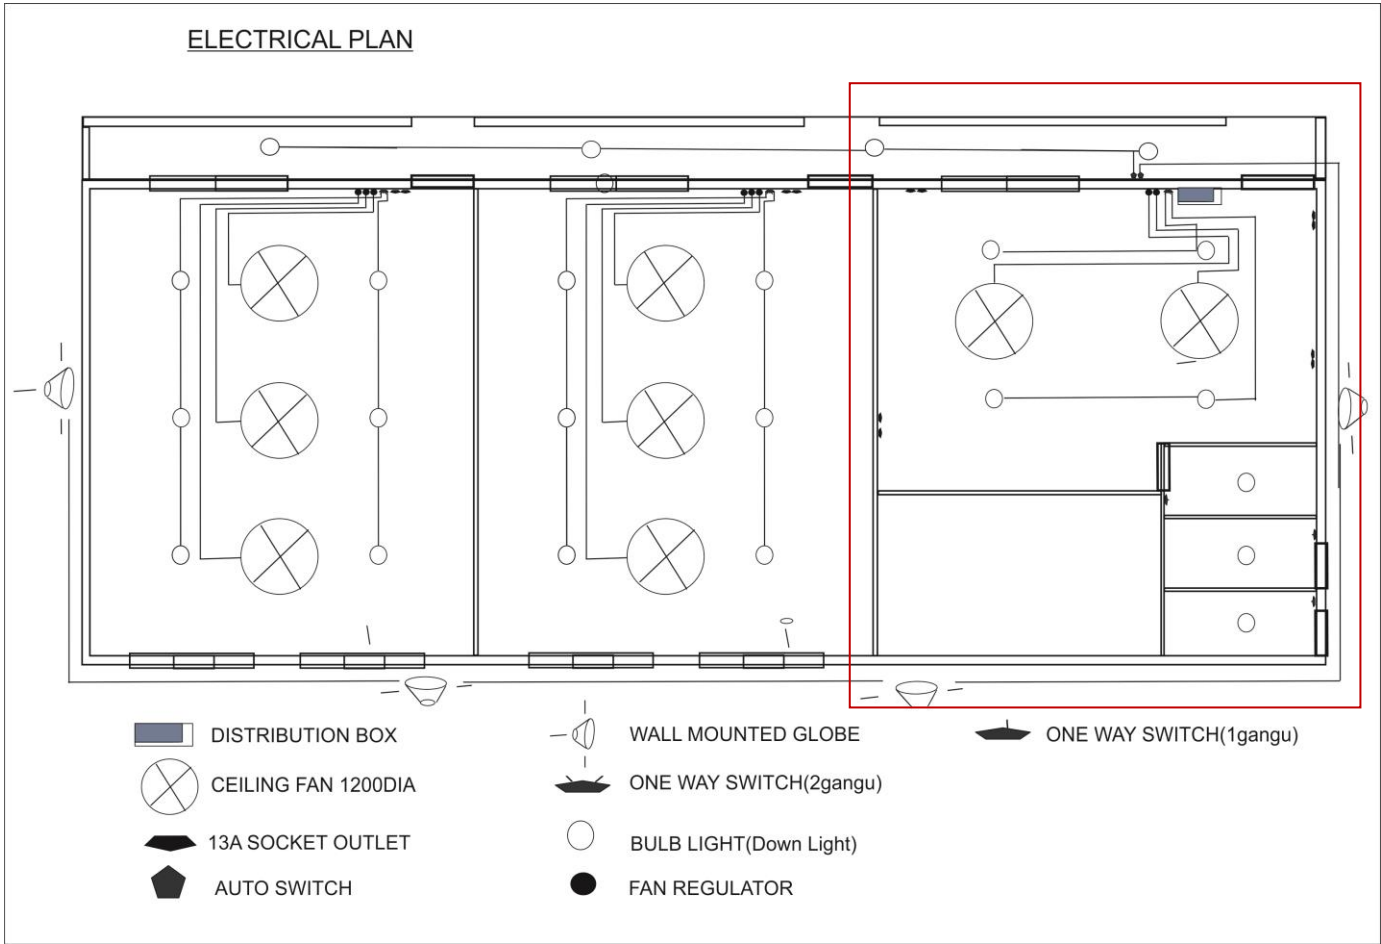 ELECTRICAL PLAN
DISTRIBUTION BOX
WALL MOUNTED GLOBE
ONE WAY SWITCH(1gangu)
CEILING FAN 1200DIA
ONE WAY SWITCH(2gangu)
13A SOCKET OUTLET
BULB LIGHT(Down Light)
AUTO SWITCH
FAN REGULATOR